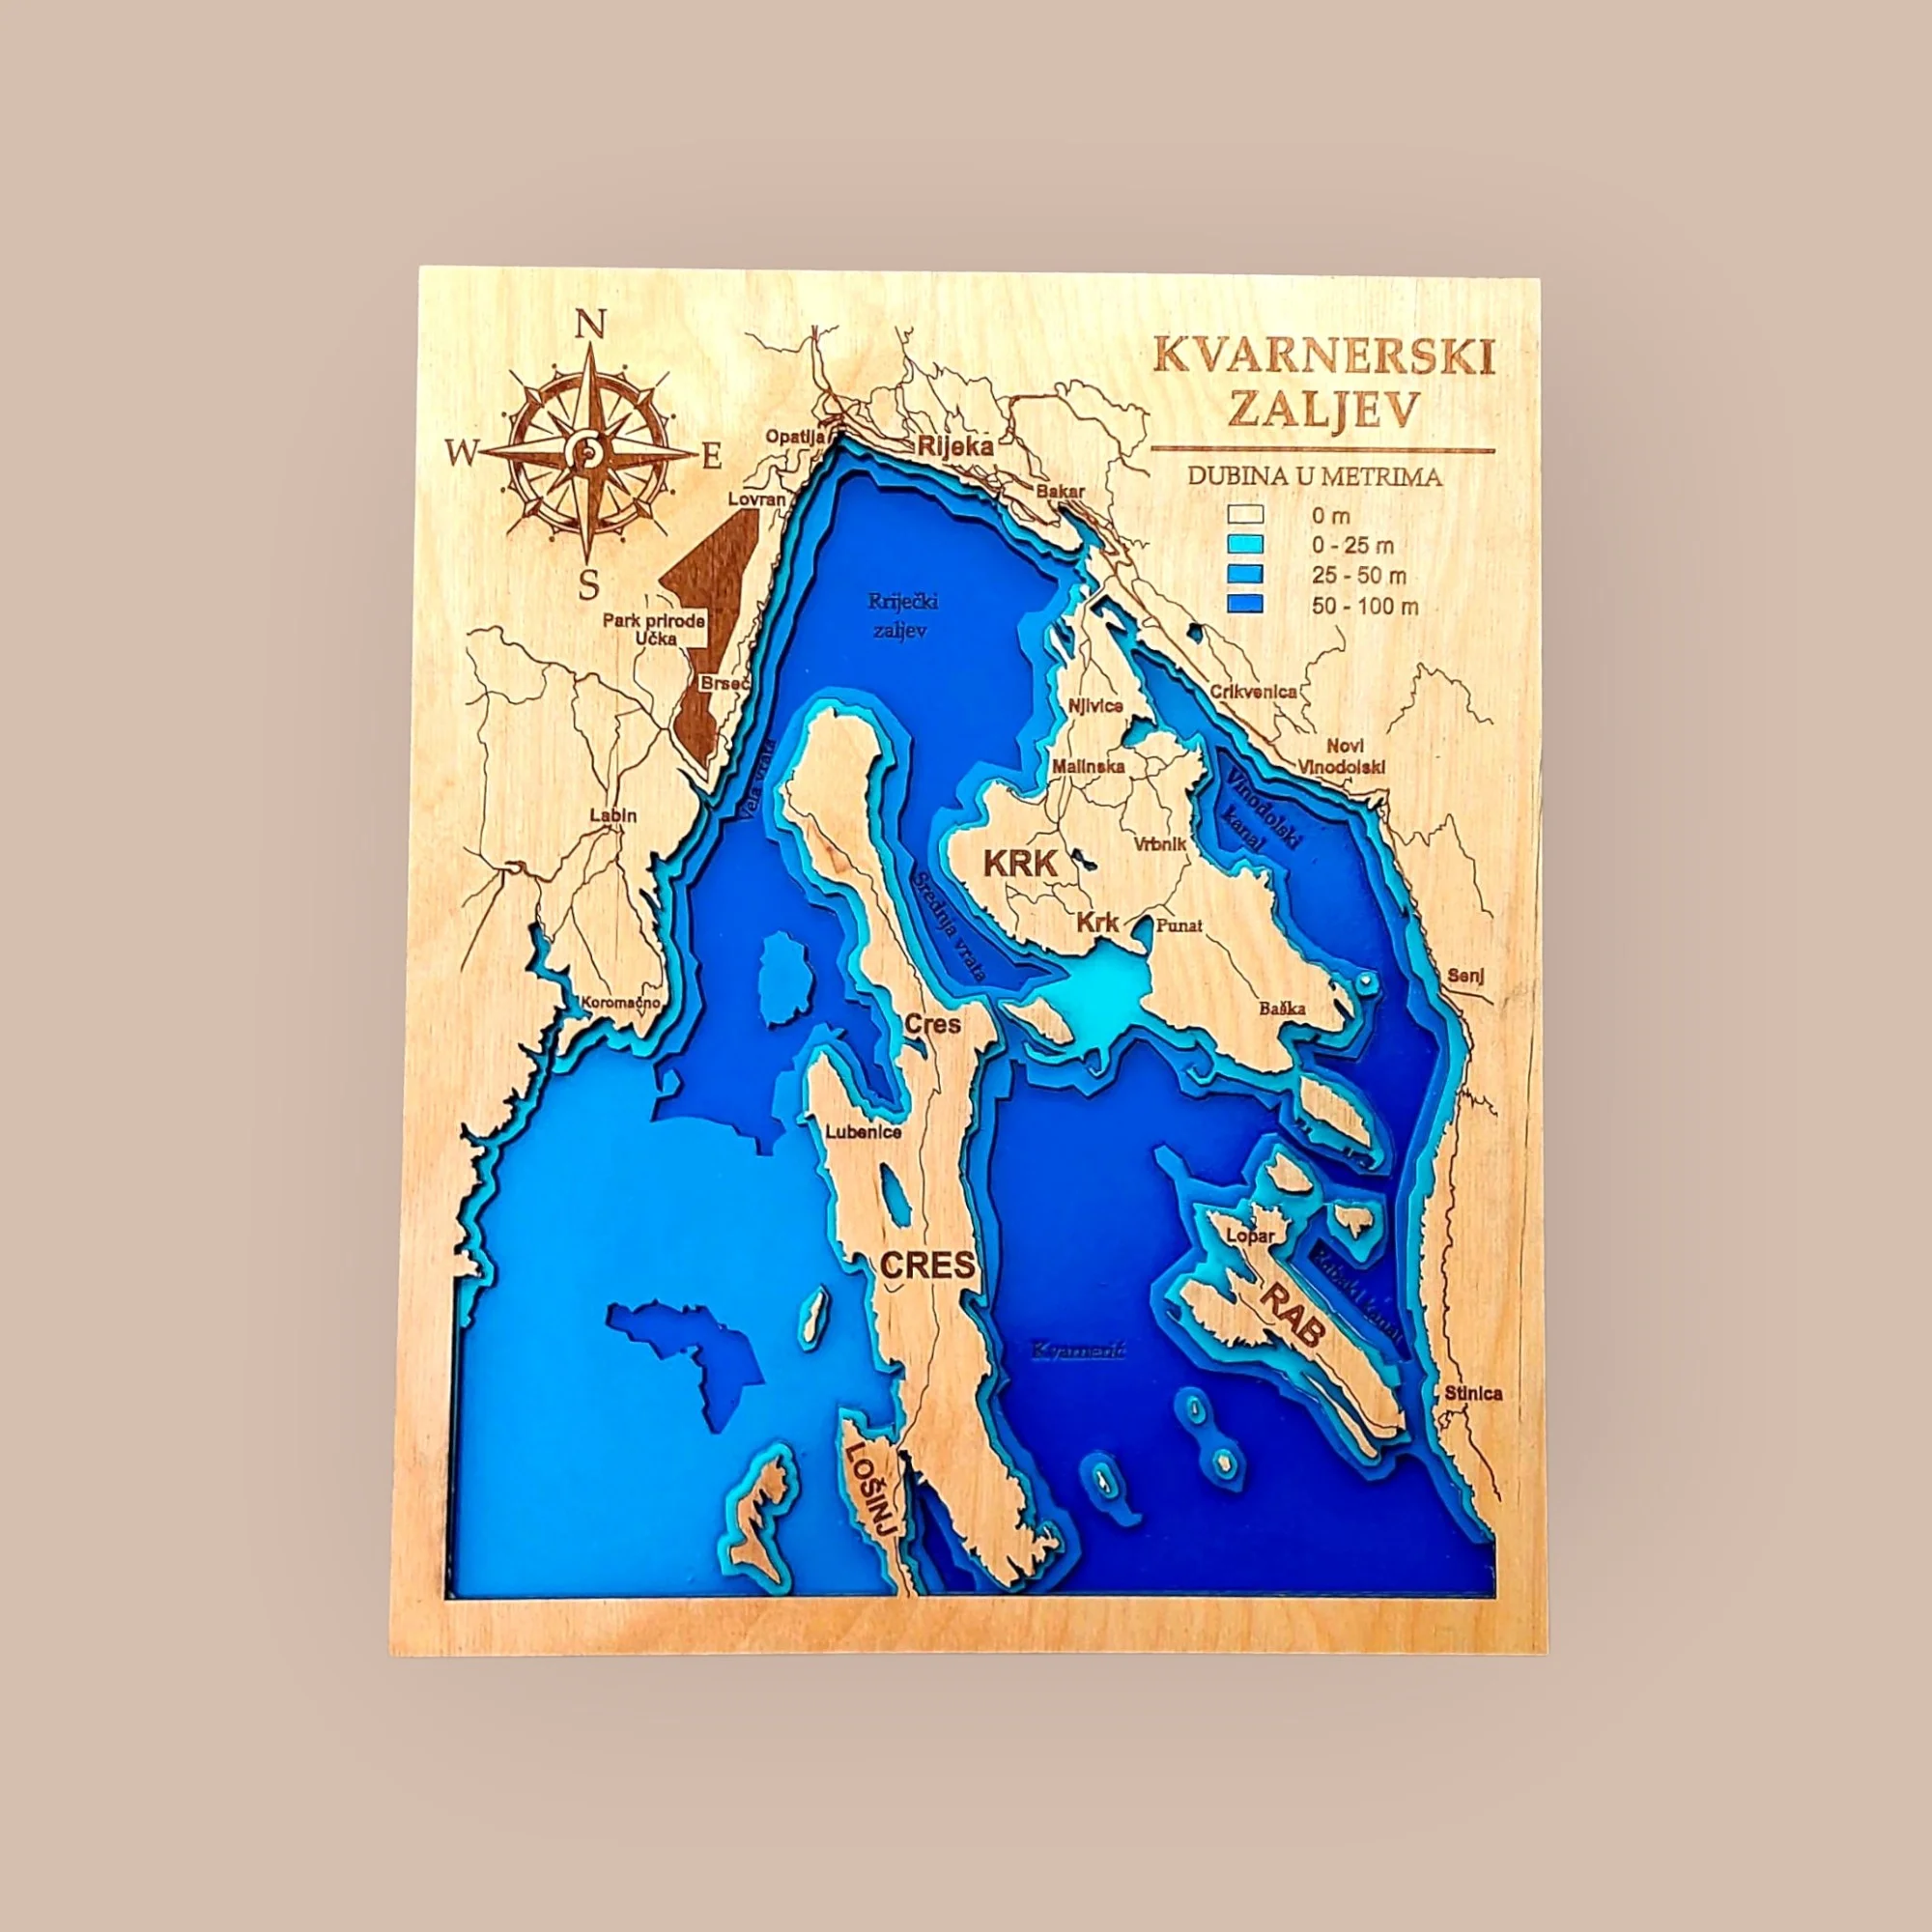 N
KVARNERSKI
ZALJEV
W
E
S
DUBINA U METRIMA
0 m
0 - 25 m
25 - 50 m
50 - 100 m
Opatija
Rijeka
Lovran
Bakar
Rriječki
zaljev
Park prirode
Učka
Brseč
Crikvenica
Njivice
Novi
Vinodolski
Malinska
Vela vrata
Vinodolski
kanal
Labin
Vrbnik
KRK
Krk
Punat
Srednja vrata
Senj
Koromačno
Baška
Cres
Lubenice
Lopar
CRES
RAB
Rabski kanal
Kvarnerić
Stinica
LOŠINJ